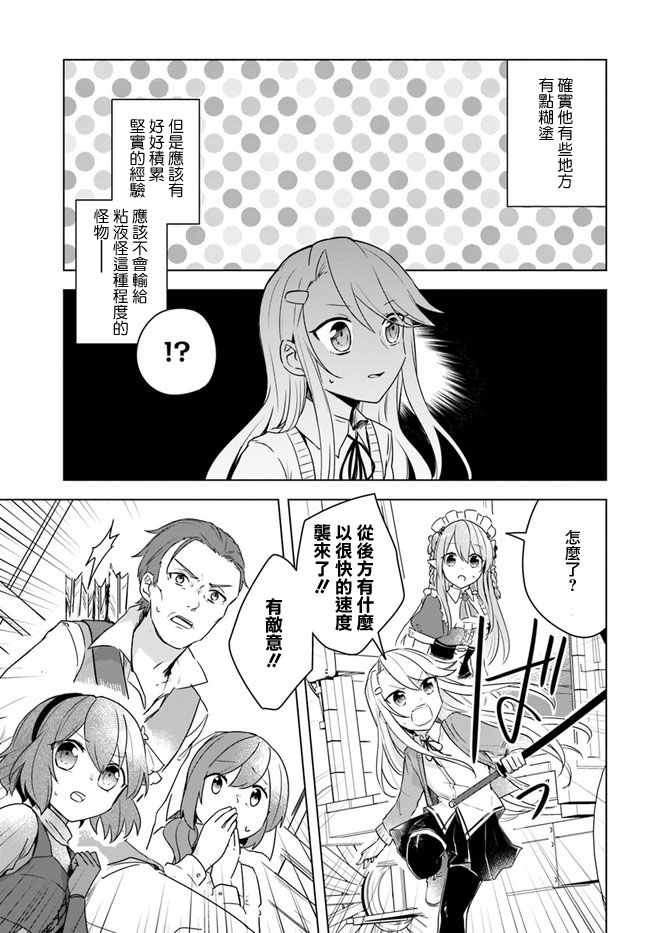 確實他有些地方
有點糊塗
但是應該有
好好積累
堅實的經驗
應該不會輸給
粘液怪這種程度的
怪物——
!?
怎麼了?
從後方有什麼
以很快的速度
襲來了!!
有敵意!!
バッ